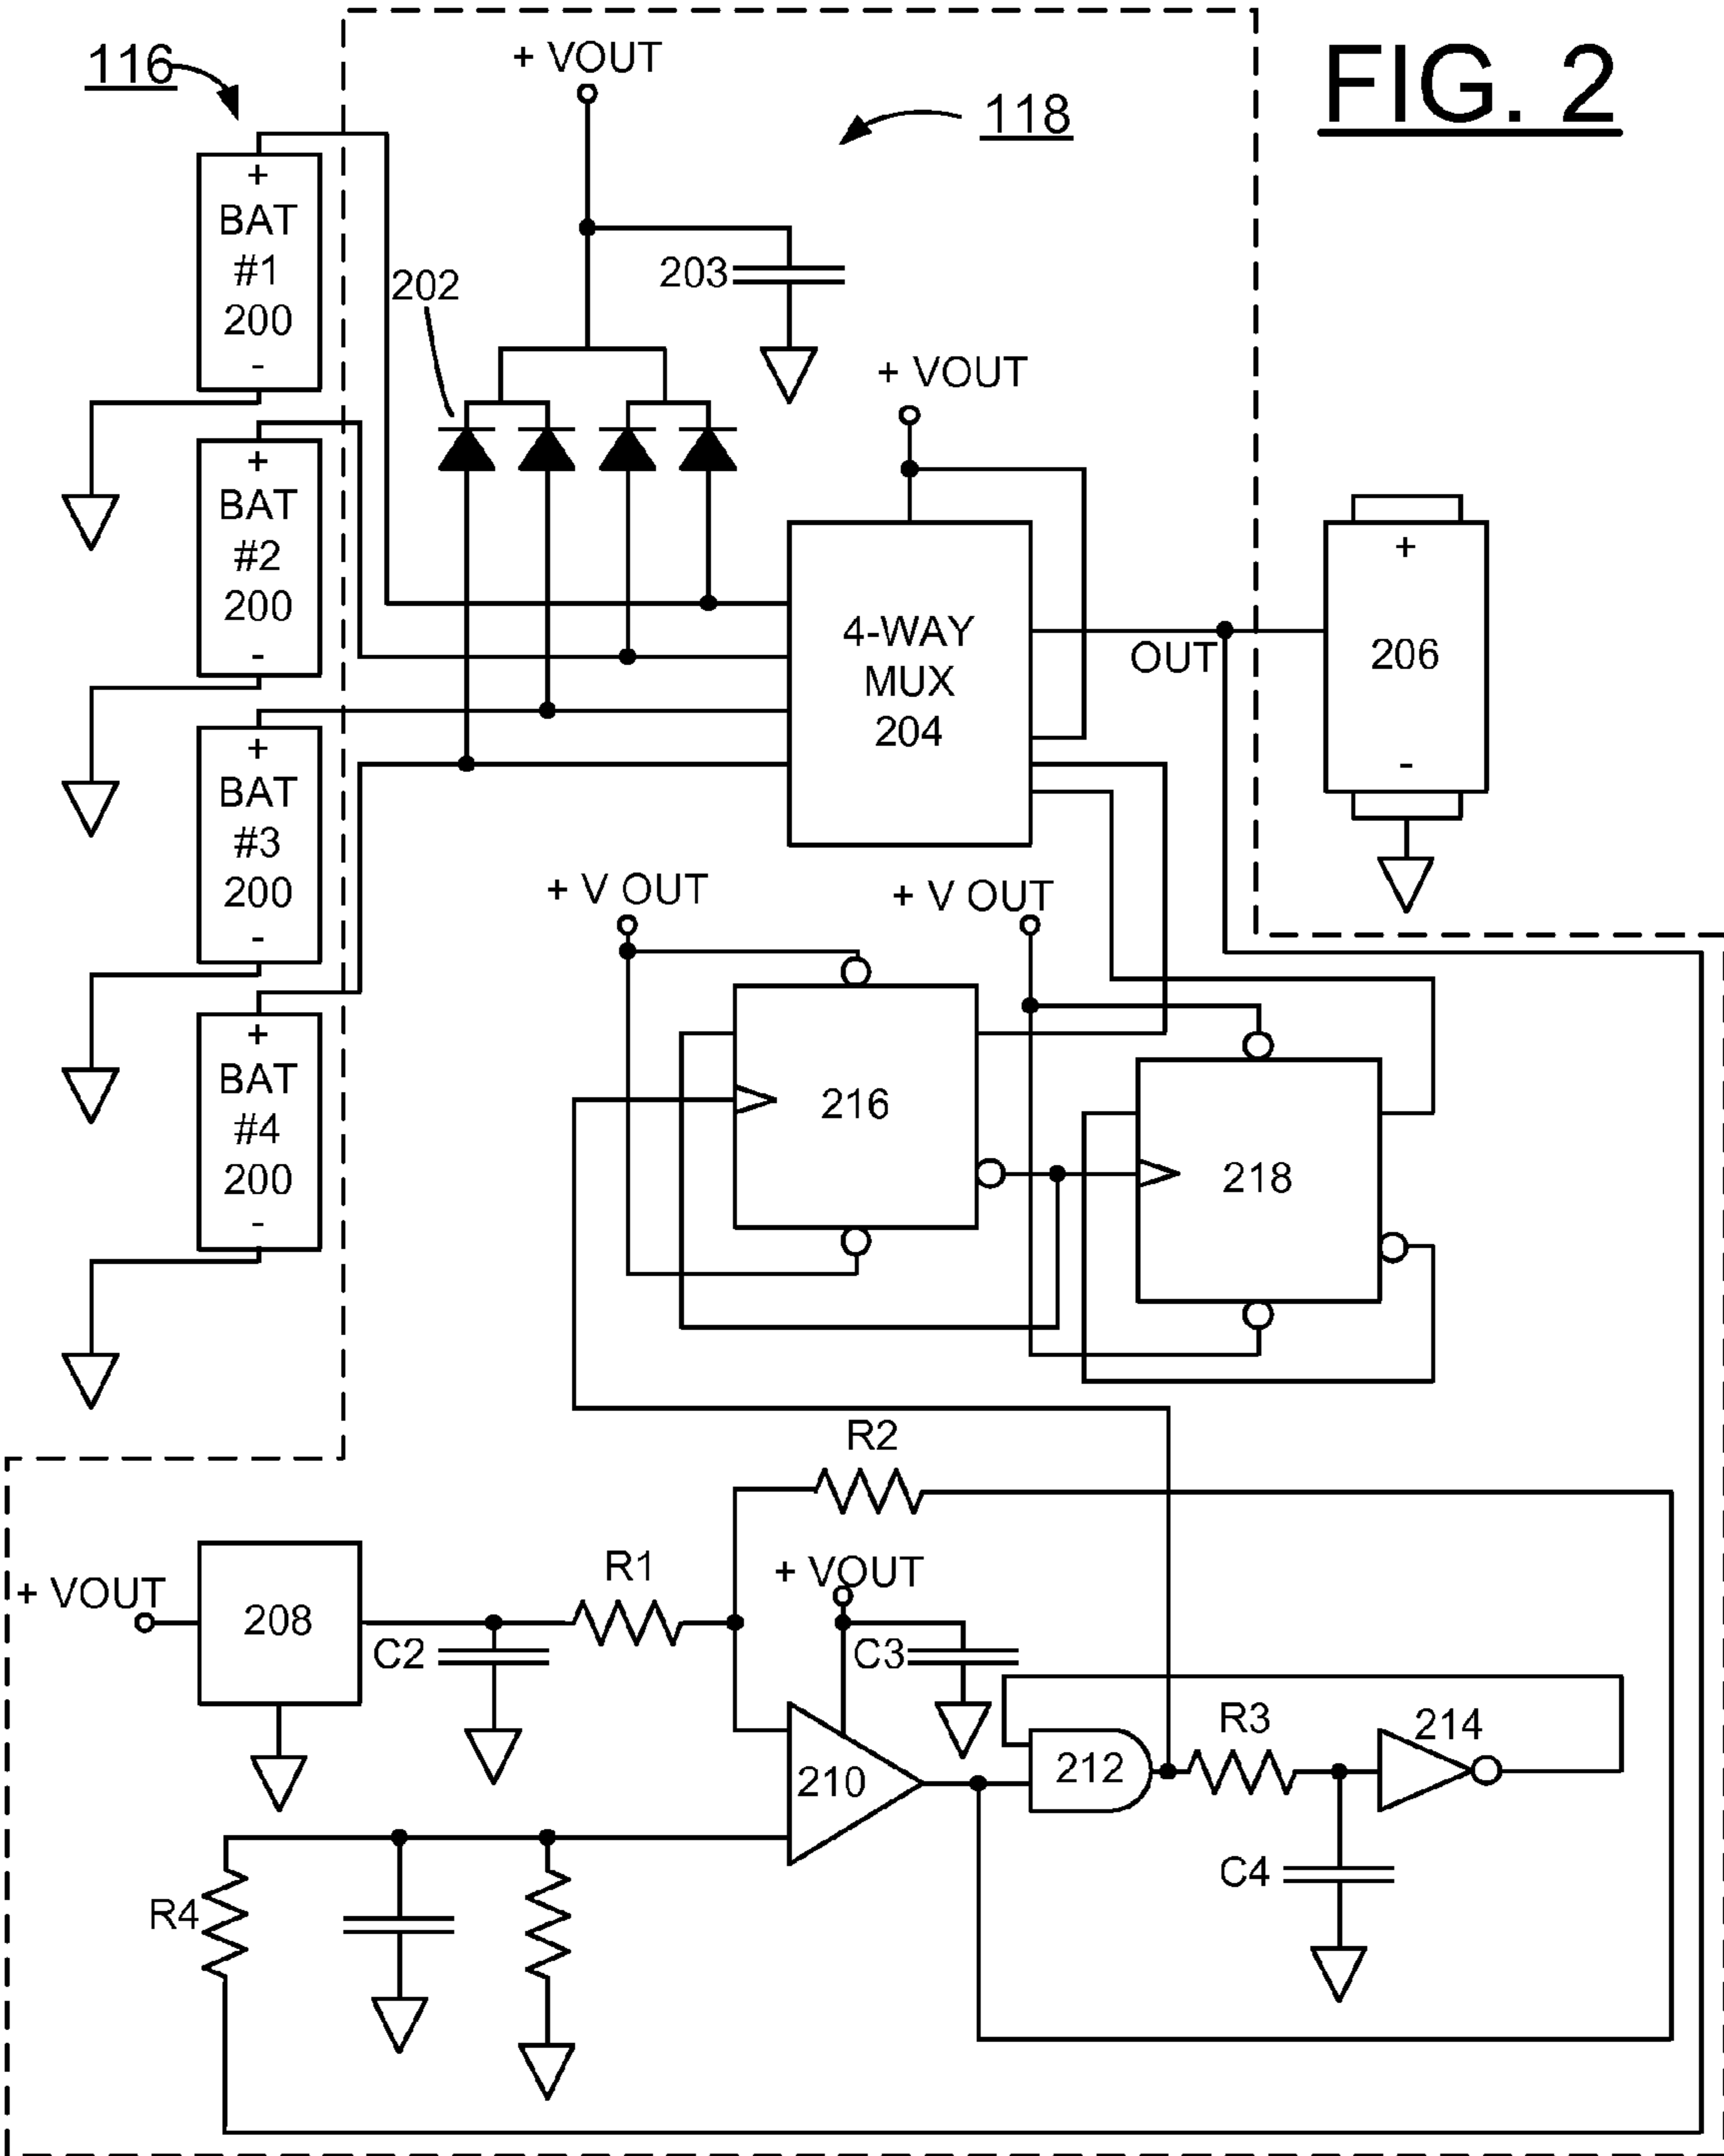 FIG. 2
116
+ VOUT
118
+
BAT
#1
200
-
202
203
+ VOUT
+
BAT
#2
200
-
4-WAY
MUX
204
OUT
+
206
-
+
BAT
#3
200
-
+ V OUT
+ V OUT
+
BAT
#4
200
-
216
218
R2
+ VOUT
208
R1
C2
+ VOUT
C3
210
212
R3
214
C4
R4